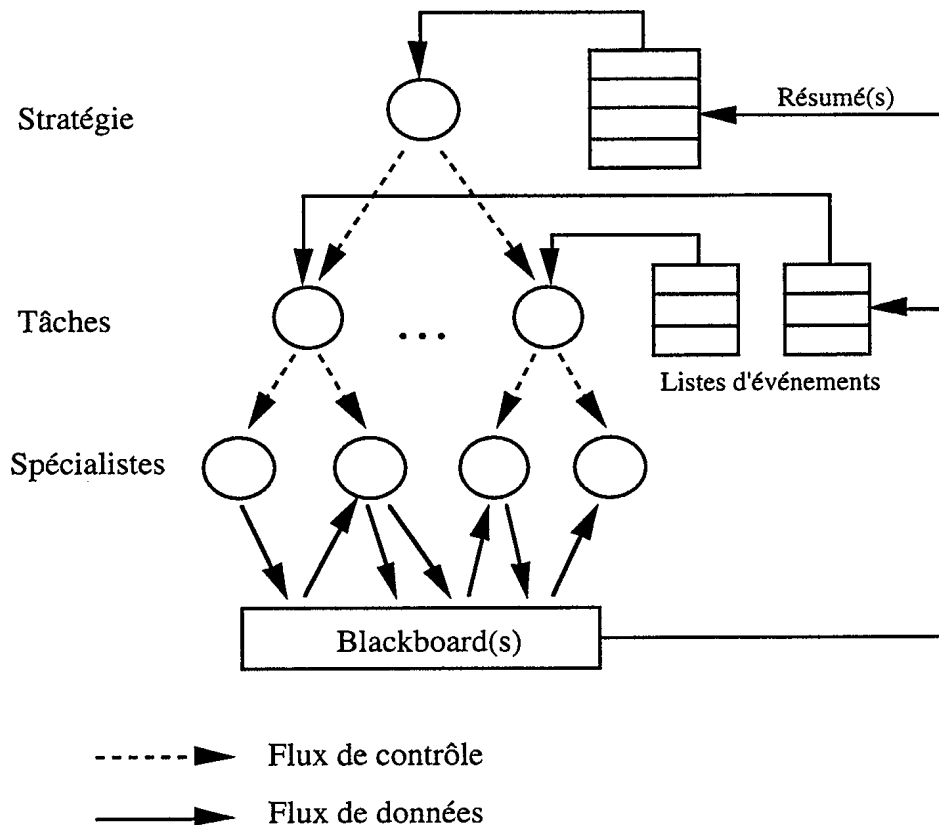 Résumé(s)
Stratégie
Tâches
...
Listes d'événements
Spécialistes
Blackboard(s)
Flux de contrôle
Flux de données